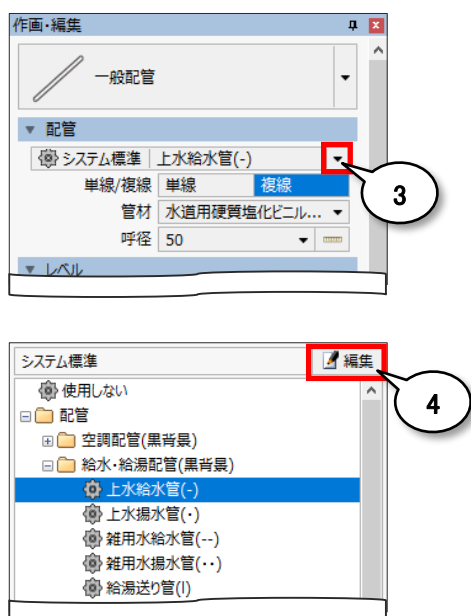 作画・編集
一般配管
配管
システム標準 上水給水管(-)
単線/複線 単線 複線
管材 水道用硬質塩化ビニル...
呼径 50
レベル
3
システム標準 編集
使用しない
配管
空調配管(黒背景)
給水・給湯配管(黒背景)
上水給水管(-)
上水揚水管(・)
雑用水給水管(--)
雑用水揚水管(・・)
給湯送り管(I)
4